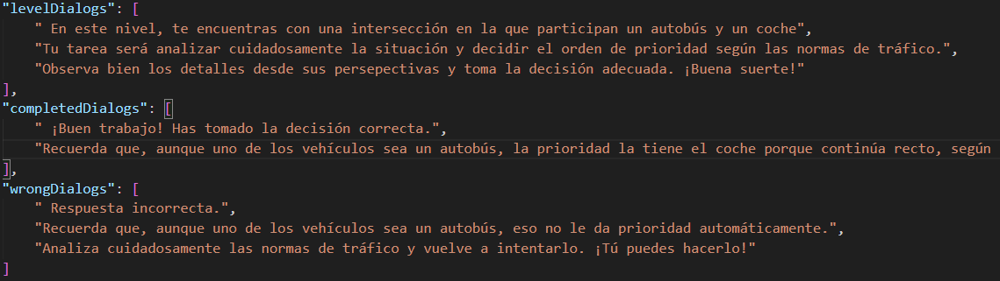 "levelDialogs": [
" En este nivel, te encuentras con una intersección en la que participan un autobús y un coche",
"Tu tarea será analizar cuidadosamente la situación y decidir el orden de prioridad según las normas de tráfico.",
"Observa bien los detalles desde sus persepectivas y toma la decisión adecuada. ¡Buena suerte!"
],
"completedDialogs": [
" ¡Buen trabajo! Has tomado la decisión correcta.",
"Recuerda que, aunque uno de los vehículos sea un autobús, la prioridad la tiene el coche porque continúa recto, según
],
"wrongDialogs": [
" Respuesta incorrecta.",
"Recuerda que, aunque uno de los vehículos sea un autobús, eso no le da prioridad automáticamente.",
"Analiza cuidadosamente las normas de tráfico y vuelve a intentarlo. ¡Tú puedes hacerlo!"
]